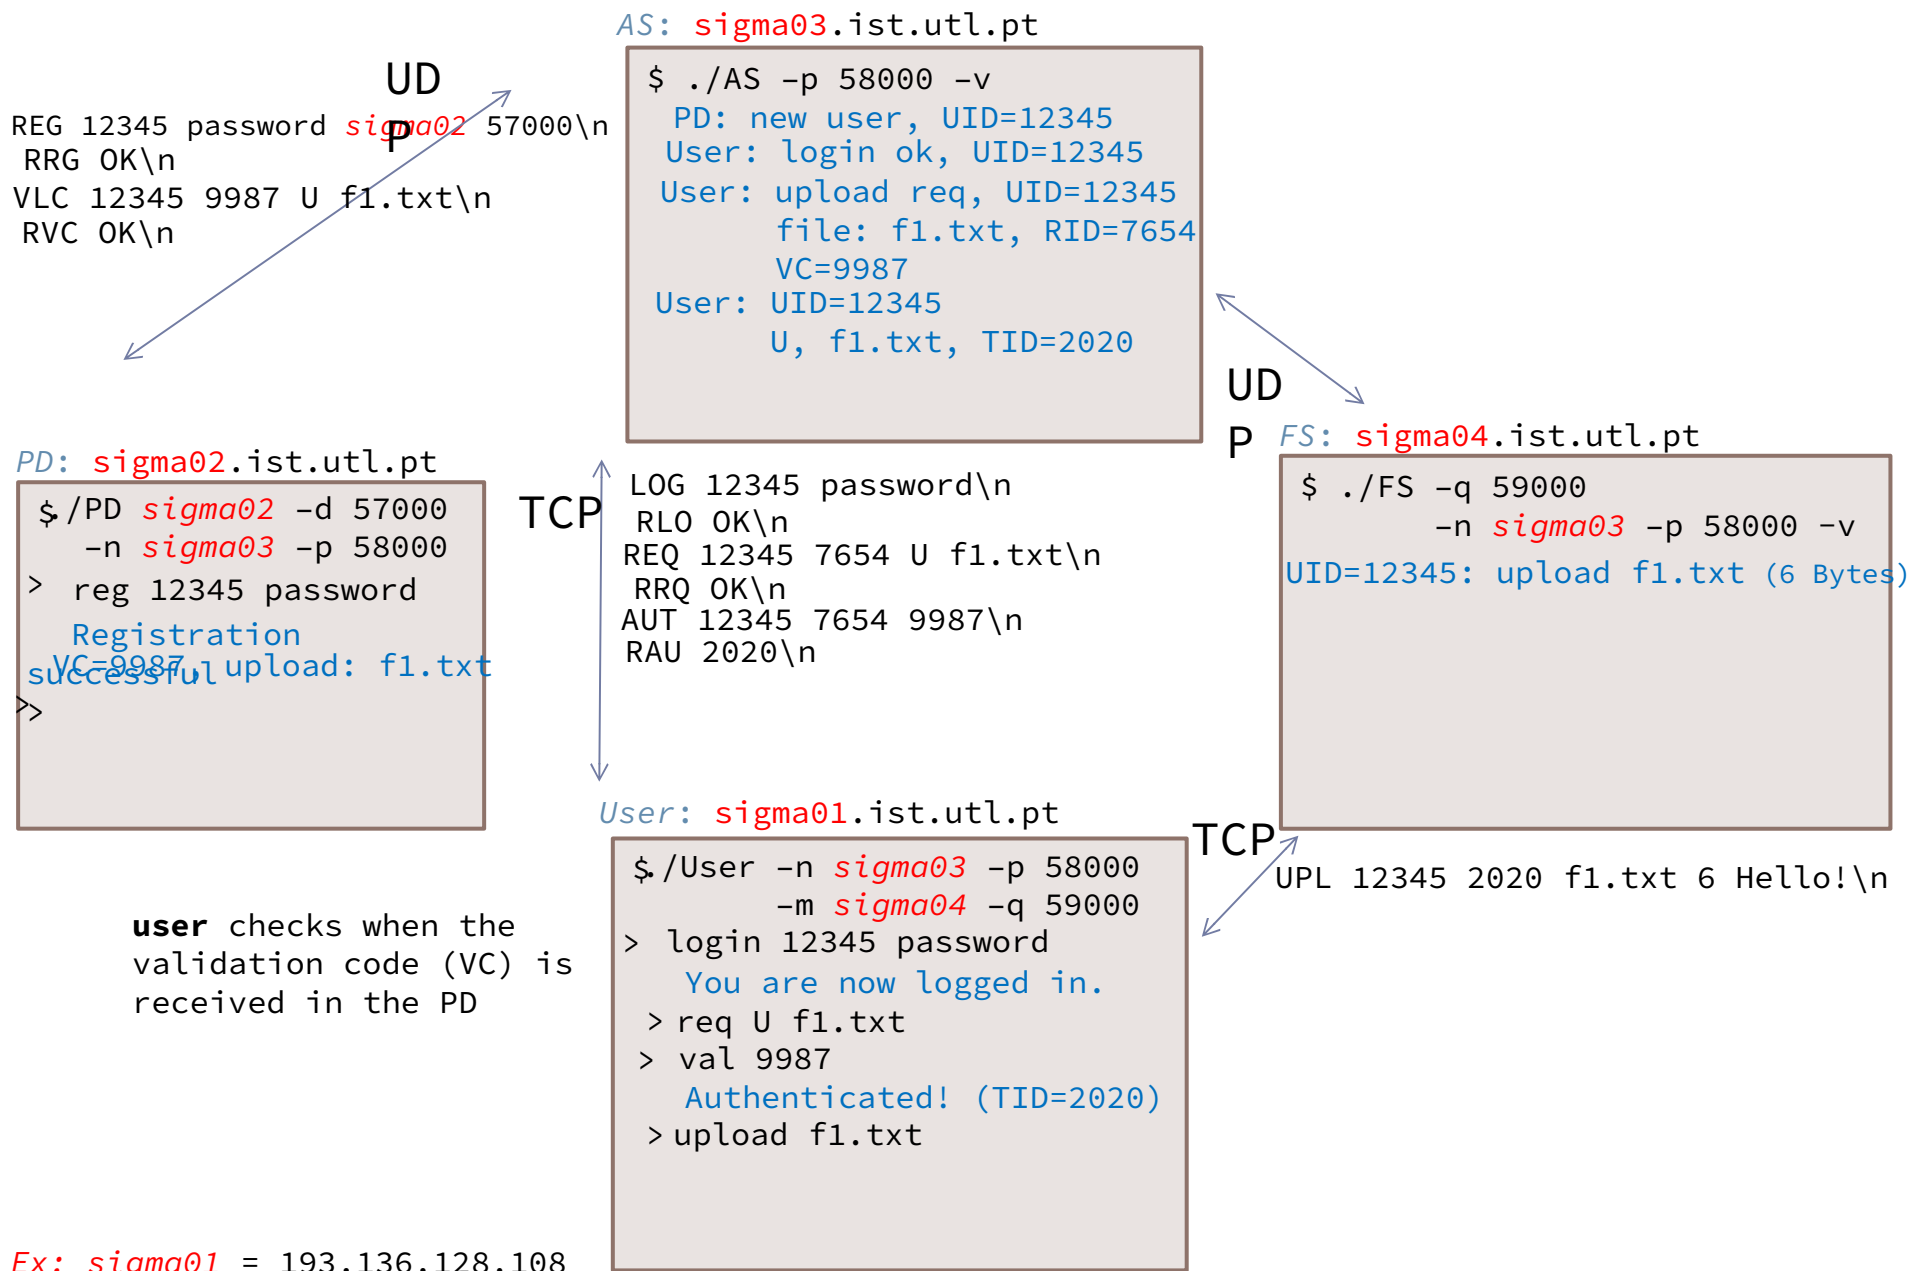 AS: sigma03.ist.utl.pt
$ ./AS –p 58000 –v
PD: new user, UID=12345
User: login ok, UID=12345
User: upload req, UID=12345
file: f1.txt, RID=7654
VC=9987
User: UID=12345
U, f1.txt, TID=2020
UD
P
REG 12345 password sigma02 57000\n
RRG OK\n
VLC 12345 9987 U f1.txt\n
RVC OK\n
PD: sigma02.ist.utl.pt
$./PD sigma02 –d 57000
–n sigma03 –p 58000
> reg 12345 password
Registration
successful
VC=9987, upload: f1.txt
>
>
TCP
LOG 12345 password\n
RLO OK\n
REQ 12345 7654 U f1.txt\n
RRQ OK\n
AUT 12345 7654 9987\n
RAU 2020\n
UD
P
FS: sigma04.ist.utl.pt
$ ./FS –q 59000
–n sigma03 –p 58000 -v
UID=12345: upload f1.txt (6 Bytes)
User: sigma01.ist.utl.pt
$./User –n sigma03 –p 58000
–m sigma04 –q 59000
> login 12345 password
You are now logged in.
> req U f1.txt
> val 9987
Authenticated! (TID=2020)
> upload f1.txt
TCP
UPL 12345 2020 f1.txt 6 Hello!\n
user checks when the
validation code (VC) is
received in the PD
Ex: sigma01 = 193.136.128.108